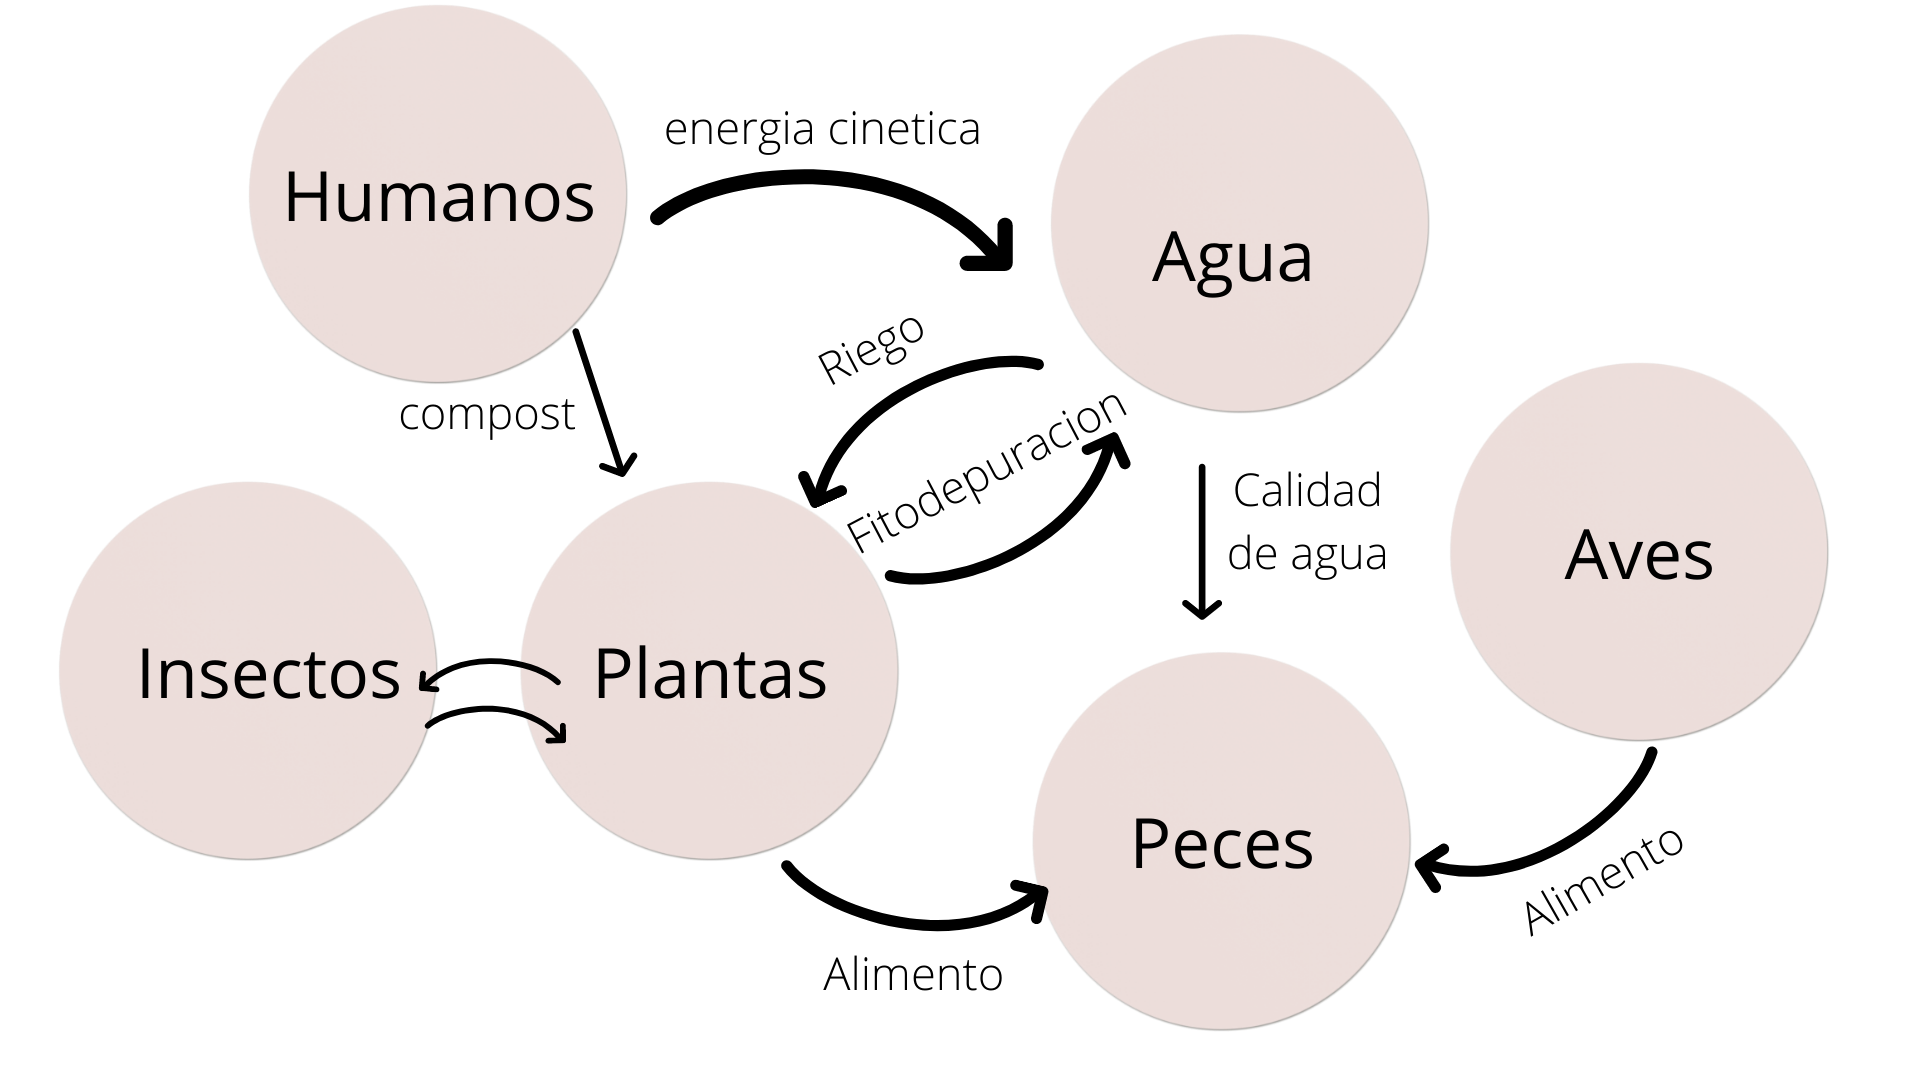 energia cinetica
Humanos
Agua
Riego
compost
Fitodepuracion
Calidad
de agua
Aves
Insectos
Plantas
Peces
Alimento
Alimento